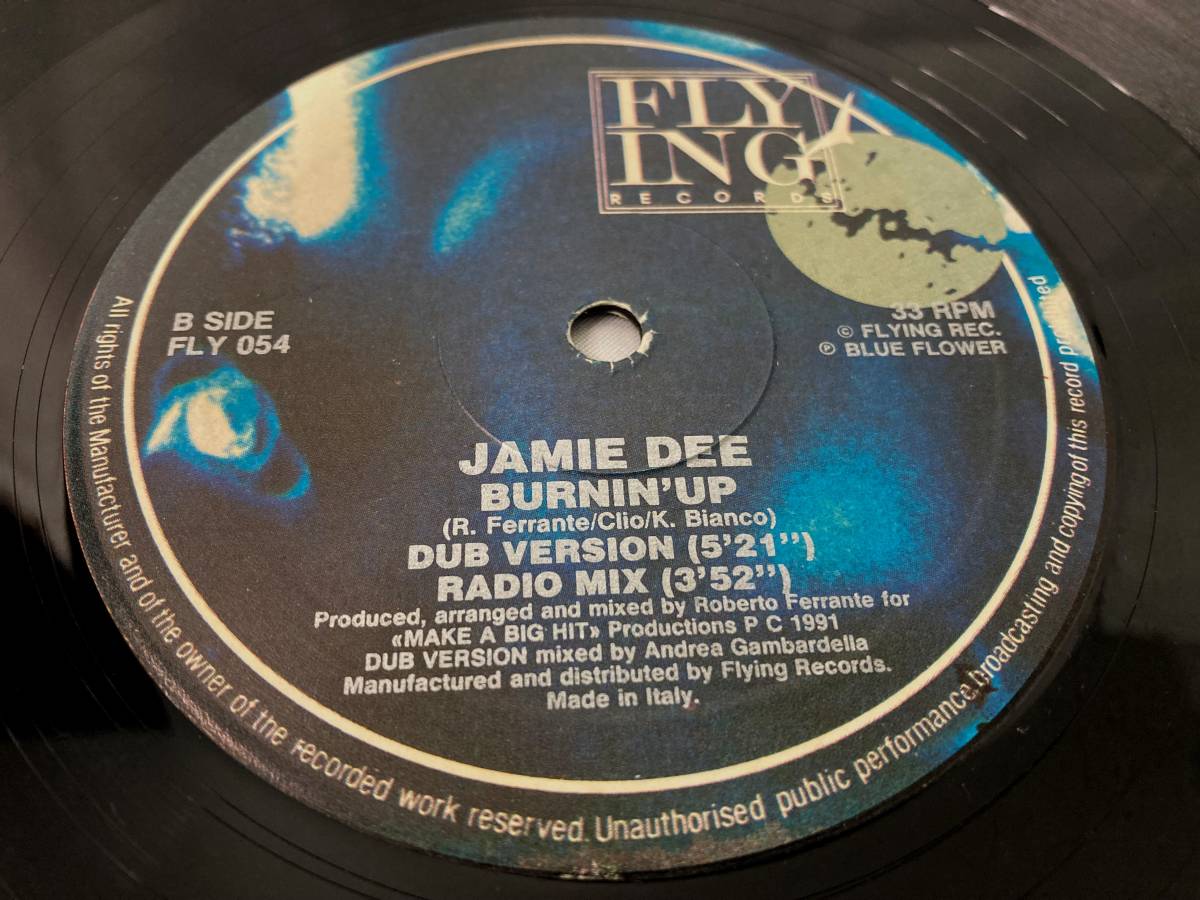 FLY
ING
RECORDS
B SIDE
FLY 054
33 RPM
© FLYING REC.
℗ BLUE FLOWER
JAMIE DEE
BURNIN'UP
(R. Ferrante/Clio/K. Bianco)
DUB VERSION (5'21")
RADIO MIX (3'52")
Produced, arranged and mixed by Roberto Ferrante for
«MAKE A BIG HIT» Productions P C 1991
DUB VERSION mixed by Andrea Gambardella
Manufactured and distributed by Flying Records.
Made in Italy.
All rights of the Manufacturer and of the owner of the recorded work reserved. Unauthorised public performance, broadcasting and copying of this record prohibited